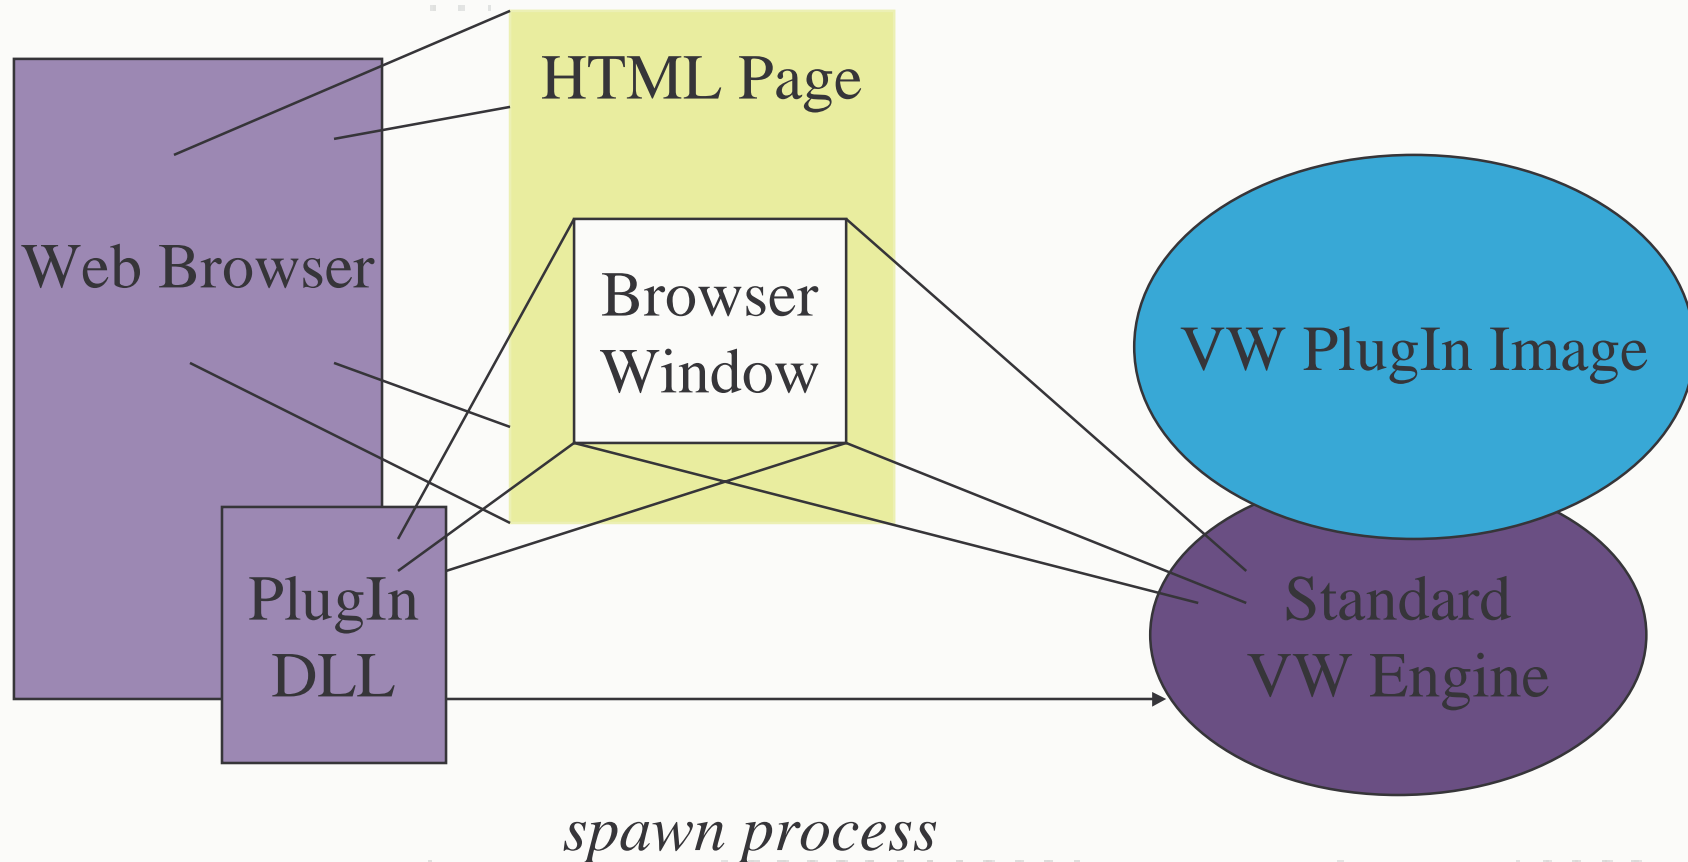 HTML Page
Web Browser
Browser
Window
VW PlugIn Image
PlugIn
DLL
Standard
VW Engine
spawn process